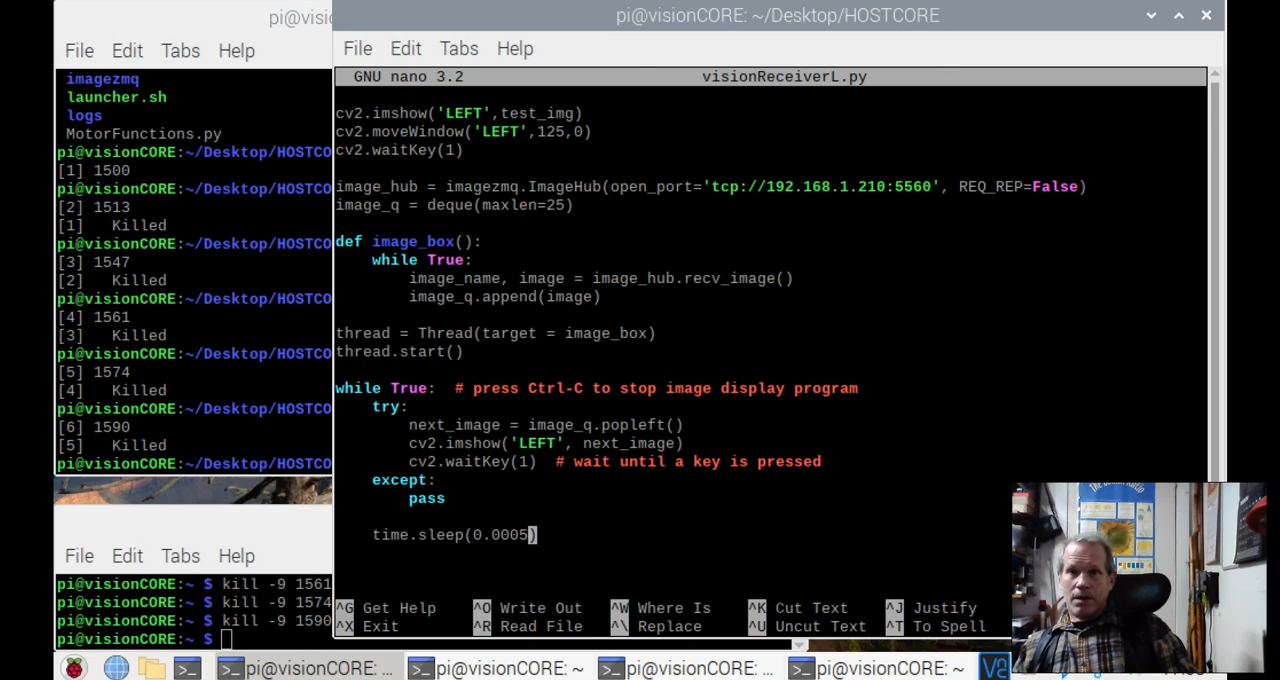 pi@visi
File Edit Tabs Help
imagezmq
launcher.sh
logs
MotorFunctions.py
pi@visionCORE:~/Desktop/HOSTCO
[1] 1500
pi@visionCORE:~/Desktop/HOSTCO
[2] 1513
[1]   Killed
pi@visionCORE:~/Desktop/HOSTCO
[3] 1547
[2]   Killed
pi@visionCORE:~/Desktop/HOSTCO
[4] 1561
[3]   Killed
pi@visionCORE:~/Desktop/HOSTCO
[5] 1574
[4]   Killed
pi@visionCORE:~/Desktop/HOSTCO
[6] 1590
[5]   Killed
pi@visionCORE:~/Desktop/HOSTCO
pi@visionCORE: ~/Desktop/HOSTCORE
File Edit Tabs Help
GNU nano 3.2 visionReceiverL.py
cv2.imshow('LEFT',test_img)
cv2.moveWindow('LEFT',125,0)
cv2.waitKey(1)
image_hub = imagezmq.ImageHub(open_port='tcp://192.168.1.210:5560', REQ_REP=False)
image_q = deque(maxlen=25)
def image_box():
    while True:
        image_name, image = image_hub.recv_image()
        image_q.append(image)
thread = Thread(target = image_box)
thread.start()
while True:  # press Ctrl-C to stop image display program
    try:
        next_image = image_q.popleft()
        cv2.imshow('LEFT', next_image)
        cv2.waitKey(1)  # wait until a key is pressed
    except:
        pass
    time.sleep(0.0005)
^G Get Help ^O Write Out ^W Where Is ^K Cut Text ^J Justify
^X Exit ^R Read File ^\ Replace ^U Uncut Text ^T To Spell
File Edit Tabs Help
pi@visionCORE:~ $ kill -9 1561
pi@visionCORE:~ $ kill -9 1574
pi@visionCORE:~ $ kill -9 1590
pi@visionCORE:~ $
pi@visionCORE: ... pi@visionCORE: ~ pi@visionCORE: ... pi@visionCORE: ~ V2